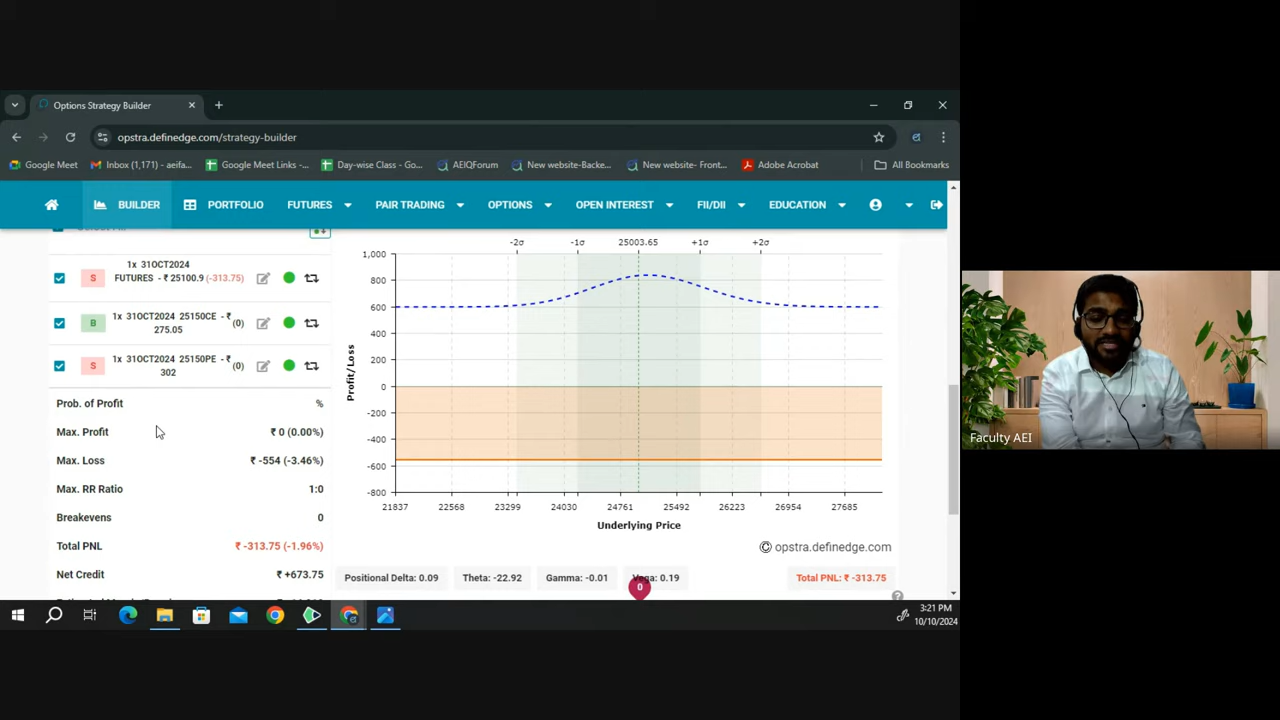 Options Strategy Builder
opstra.definedge.com/strategy-builder
Google Meet
Inbox (1,171) - aeifa...
Google Meet Links -...
Day-wise Class - Go...
AEIQForum
New website-Backe...
New website- Front...
Adobe Acrobat
All Bookmarks
BUILDER
PORTFOLIO
FUTURES
PAIR TRADING
OPTIONS
OPEN INTEREST
FII/DII
EDUCATION
S 1x 31OCT2024
FUTURES - ₹ 25100.9 (-313.75)
B 1x 31OCT2024 25150CE - ₹ (0)
275.05
S 1x 31OCT2024 25150PE - ₹ (0)
302
Prob. of Profit %
Max. Profit ₹ 0 (0.00%)
Max. Loss ₹ -554 (-3.46%)
Max. RR Ratio 1:0
Breakevens 0
Total PNL ₹ -313.75 (-1.96%)
Net Credit ₹ +673.75
-2σ -1σ 25003.65 +1σ +2σ
1,000
800
600
400
200
0
-200
-400
-600
-800
Profit/Loss
21837 22568 23299 24030 24761 25492 26223 26954 27685
Underlying Price
© opstra.definedge.com
Positional Delta: 0.09
Theta: -22.92
Gamma: -0.01
Vega: 0.19
0
Total PNL: ₹ -313.75
?
3:21 PM
10/10/2024
Faculty AEI